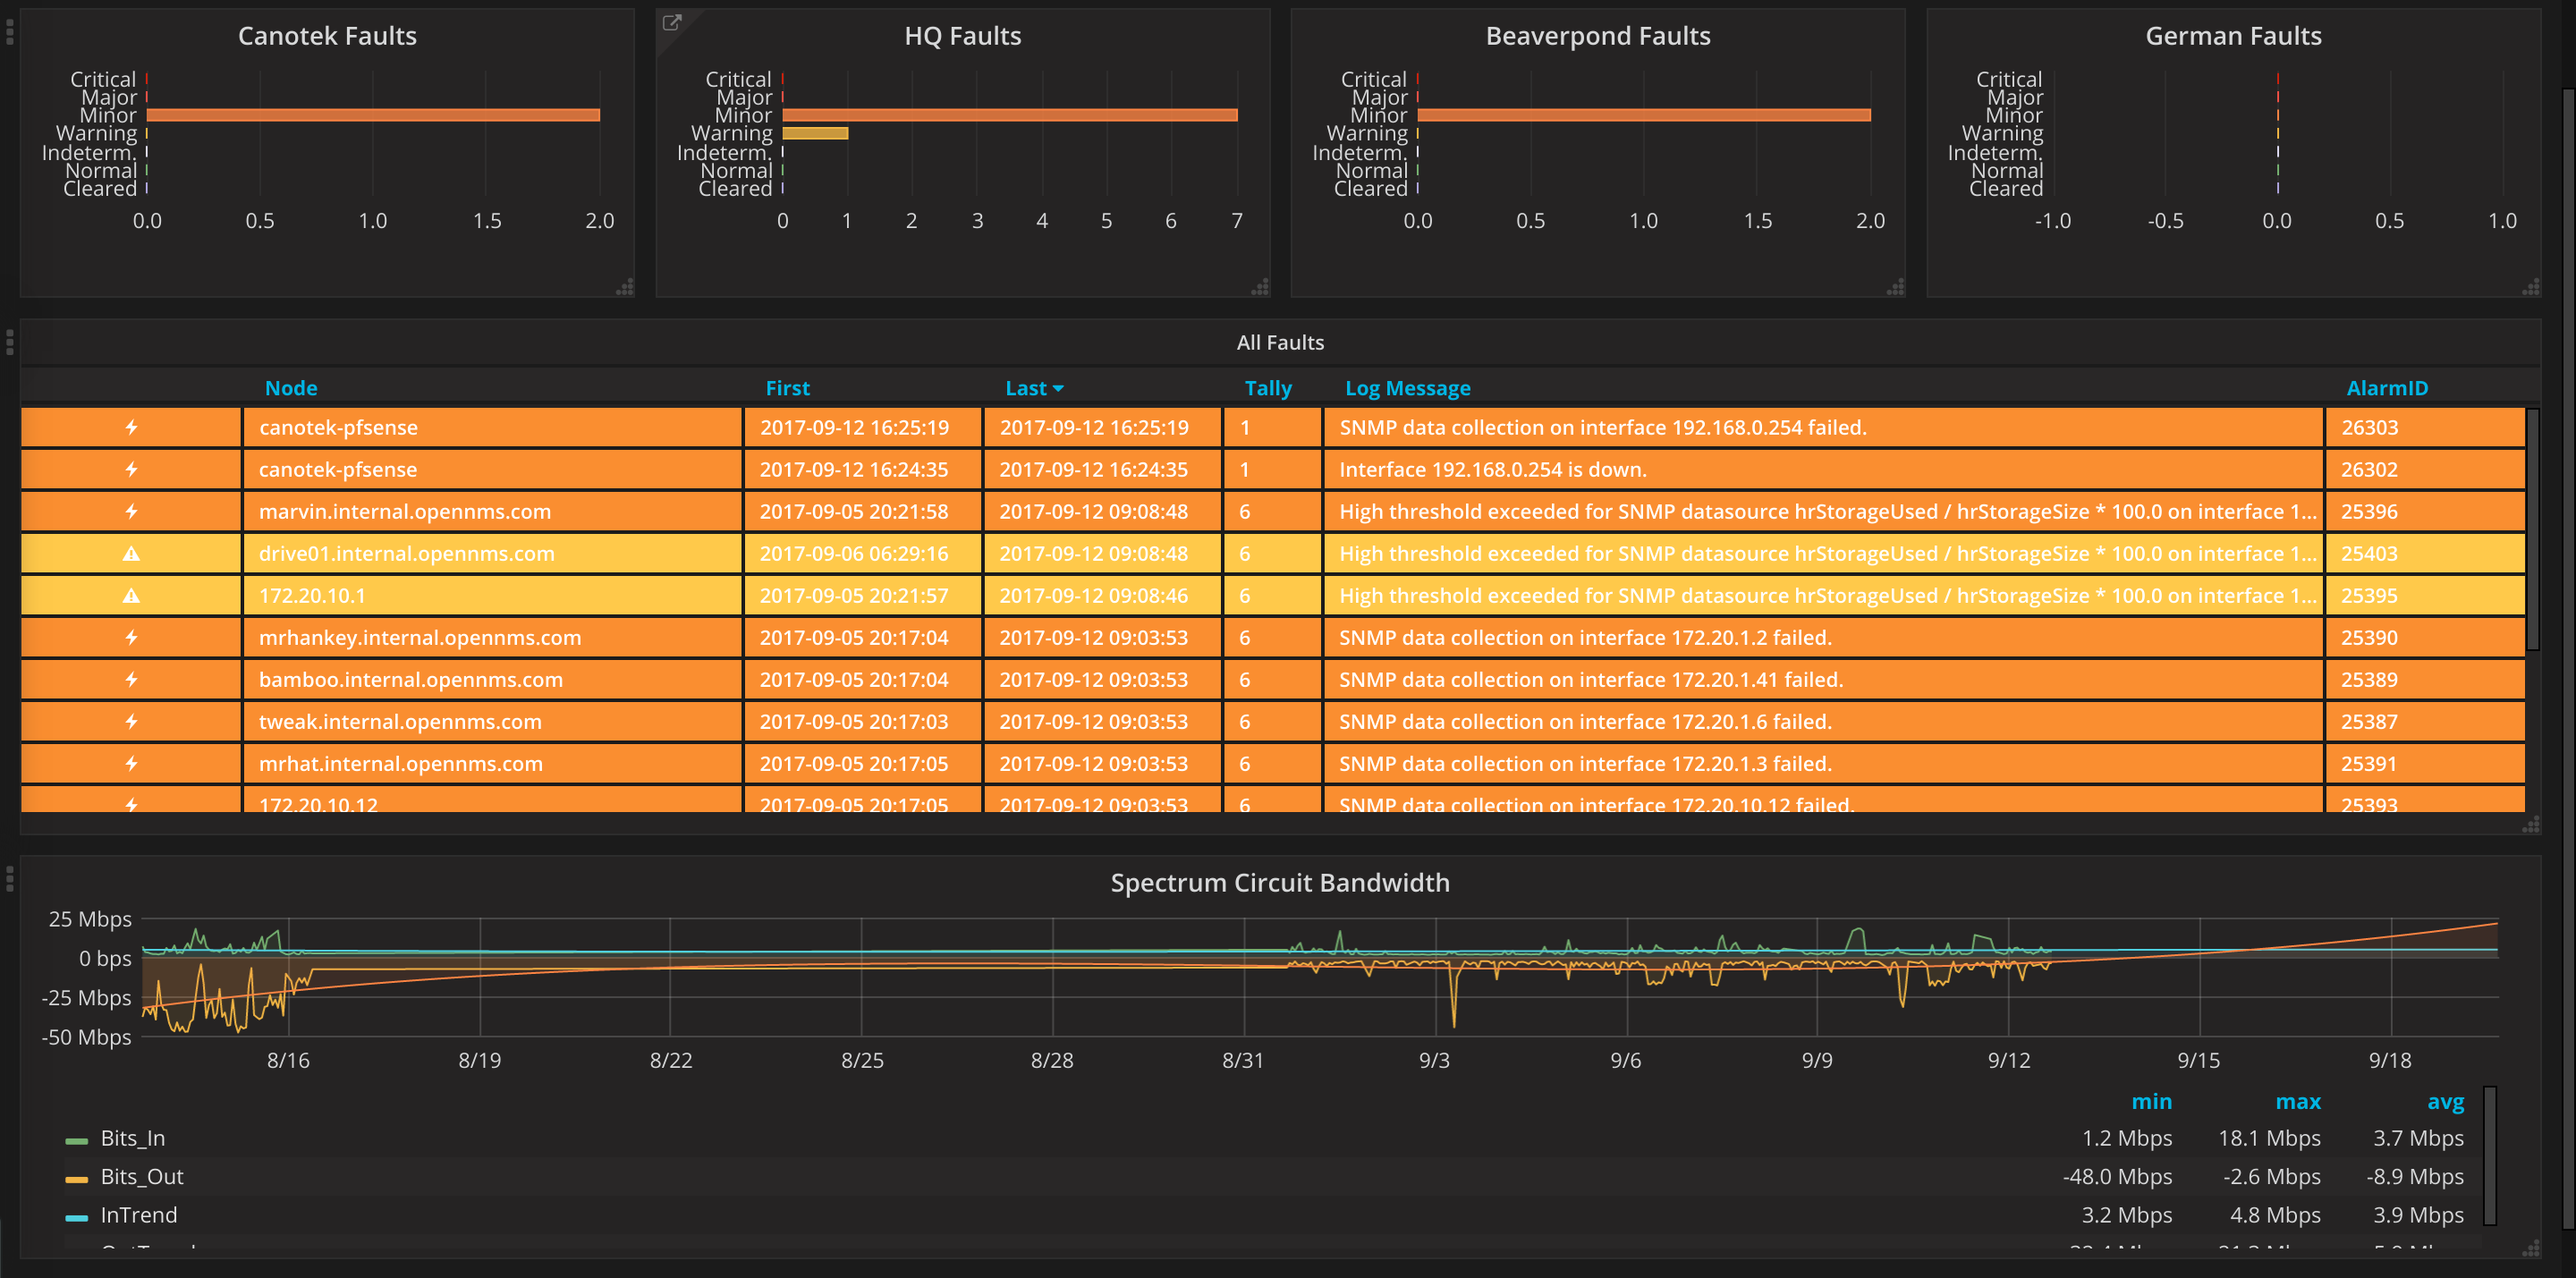 Canotek Faults
Critical
Major
Minor
Warning
Indeterm.
Normal
Cleared
0.0 0.5 1.0 1.5 2.0
HQ Faults
Critical
Major
Minor
Warning
Indeterm.
Normal
Cleared
0 1 2 3 4 5 6 7
Beaverpond Faults
Critical
Major
Minor
Warning
Indeterm.
Normal
Cleared
0.0 0.5 1.0 1.5 2.0
German Faults
Critical
Major
Minor
Warning
Indeterm.
Normal
Cleared
-1.0 -0.5 0.0 0.5 1.0
All Faults
Node First Last Tally Log Message AlarmID
canotek-pfsense 2017-09-12 16:25:19 2017-09-12 16:25:19 1 SNMP data collection on interface 192.168.0.254 failed. 26303
canotek-pfsense 2017-09-12 16:24:35 2017-09-12 16:24:35 1 Interface 192.168.0.254 is down. 26302
marvin.internal.opennms.com 2017-09-05 20:21:58 2017-09-12 09:08:48 6 High threshold exceeded for SNMP datasource hrStorageUsed / hrStorageSize * 100.0 on interface 1... 25396
drive01.internal.opennms.com 2017-09-06 06:29:16 2017-09-12 09:08:48 6 High threshold exceeded for SNMP datasource hrStorageUsed / hrStorageSize * 100.0 on interface 1... 25403
172.20.10.1 2017-09-05 20:21:57 2017-09-12 09:08:46 6 High threshold exceeded for SNMP datasource hrStorageUsed / hrStorageSize * 100.0 on interface 1... 25395
mrhankey.internal.opennms.com 2017-09-05 20:17:04 2017-09-12 09:03:53 6 SNMP data collection on interface 172.20.1.2 failed. 25390
bamboo.internal.opennms.com 2017-09-05 20:17:04 2017-09-12 09:03:53 6 SNMP data collection on interface 172.20.1.41 failed. 25389
tweak.internal.opennms.com 2017-09-05 20:17:03 2017-09-12 09:03:53 6 SNMP data collection on interface 172.20.1.6 failed. 25387
mrhat.internal.opennms.com 2017-09-05 20:17:05 2017-09-12 09:03:53 6 SNMP data collection on interface 172.20.1.3 failed. 25391
172.20.10.12 2017-09-05 20:17:05 2017-09-12 09:03:53 6 SNMP data collection on interface 172.20.10.12 failed. 25393
Spectrum Circuit Bandwidth
25 Mbps
0 bps
-25 Mbps
-50 Mbps
8/16 8/19 8/22 8/25 8/28 8/31 9/3 9/6 9/9 9/12 9/15 9/18
min max avg
Bits_In 1.2 Mbps 18.1 Mbps 3.7 Mbps
Bits_Out -48.0 Mbps -2.6 Mbps -8.9 Mbps
InTrend 3.2 Mbps 4.8 Mbps 3.9 Mbps